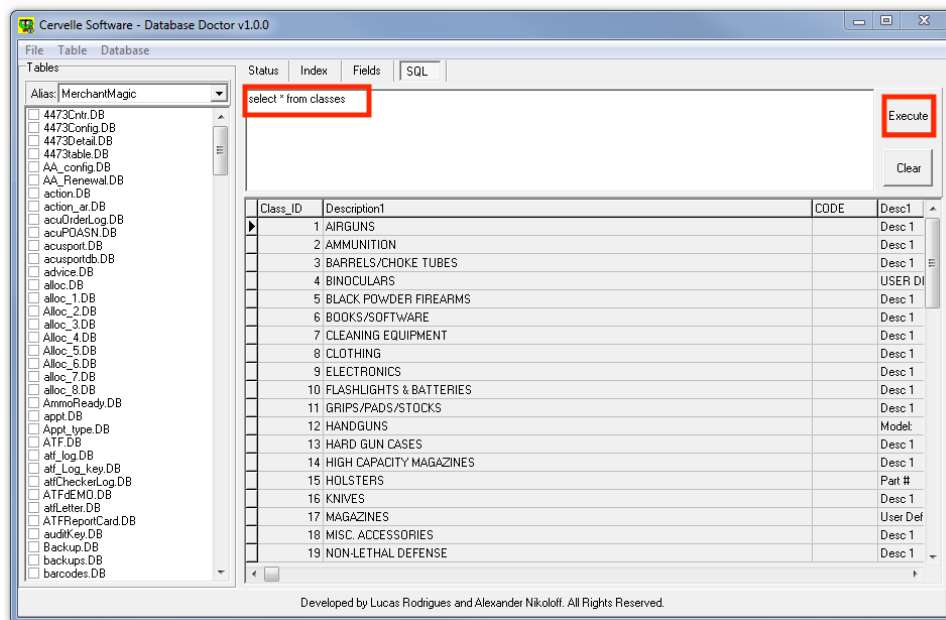 Cervelle Software - Database Doctor v1.0.0
File Table Database
Tables
Alias: MerchantMagic
4473Cntr.DB
4473Config.DB
4473Detail.DB
4473table.DB
AA_config.DB
AA_Renewal.DB
action.DB
action_ar.DB
acuOrderLog.DB
acuPOASN.DB
acusport.DB
acusportdb.DB
advice.DB
alloc.DB
alloc_1.DB
Alloc_2.DB
alloc_3.DB
Alloc_4.DB
Alloc_5.DB
Alloc_6.DB
alloc_7.DB
alloc_8.DB
AmmoReady.DB
appt.DB
Appt_type.DB
ATF.DB
atf_log.DB
atf_Log_key.DB
atfCheckerLog.DB
ATFdEMO.DB
atfLetter.DB
ATFReportCard.DB
auditKey.DB
Backup.DB
backups.DB
barcodes.DB
Status Index Fields SQL
select * from classes
Execute
Clear
Class_ID Description1 CODE Desc1
1 AIRGUNS Desc 1
2 AMMUNITION Desc 1
3 BARRELS/CHOKE TUBES Desc 1
4 BINOCULARS USER DI
5 BLACK POWDER FIREARMS Desc 1
6 BOOKS/SOFTWARE Desc 1
7 CLEANING EQUIPMENT Desc 1
8 CLOTHING Desc 1
9 ELECTRONICS Desc 1
10 FLASHLIGHTS & BATTERIES Desc 1
11 GRIPS/PADS/STOCKS Desc 1
12 HANDGUNS Model:
13 HARD GUN CASES Desc 1
14 HIGH CAPACITY MAGAZINES Desc 1
15 HOLSTERS Part #
16 KNIVES Desc 1
17 MAGAZINES User Def
18 MISC. ACCESSORIES Desc 1
19 NON-LETHAL DEFENSE Desc 1
Developed by Lucas Rodrigues and Alexander Nikoloff. All Rights Reserved.